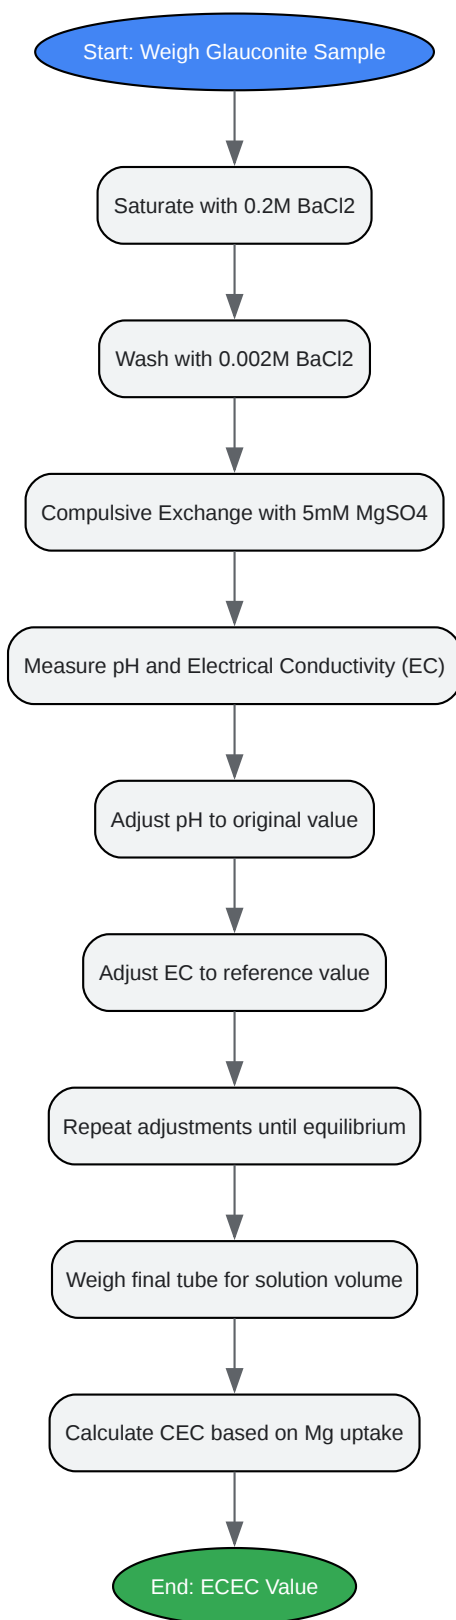 Start: Weigh Glauconite Sample
Saturate with 0.2M BaCl2
Wash with 0.002M BaCl2
Compulsive Exchange with 5mM MgSO4
Measure pH and Electrical Conductivity (EC)
Adjust pH to original value
Adjust EC to reference value
Repeat adjustments until equilibrium
Weigh final tube for solution volume
Calculate CEC based on Mg uptake
End: ECEC Value